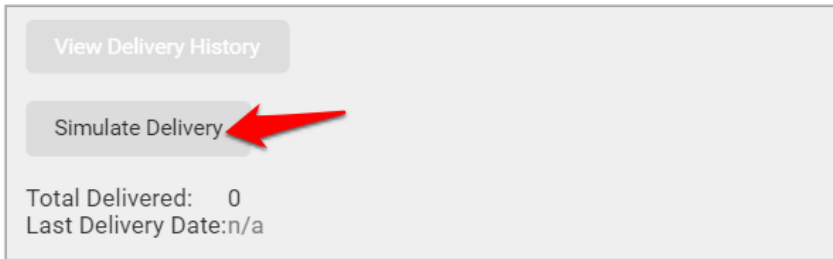 View Delivery History
Simulate Delivery
Total Delivered: 0
Last Delivery Date:n/a